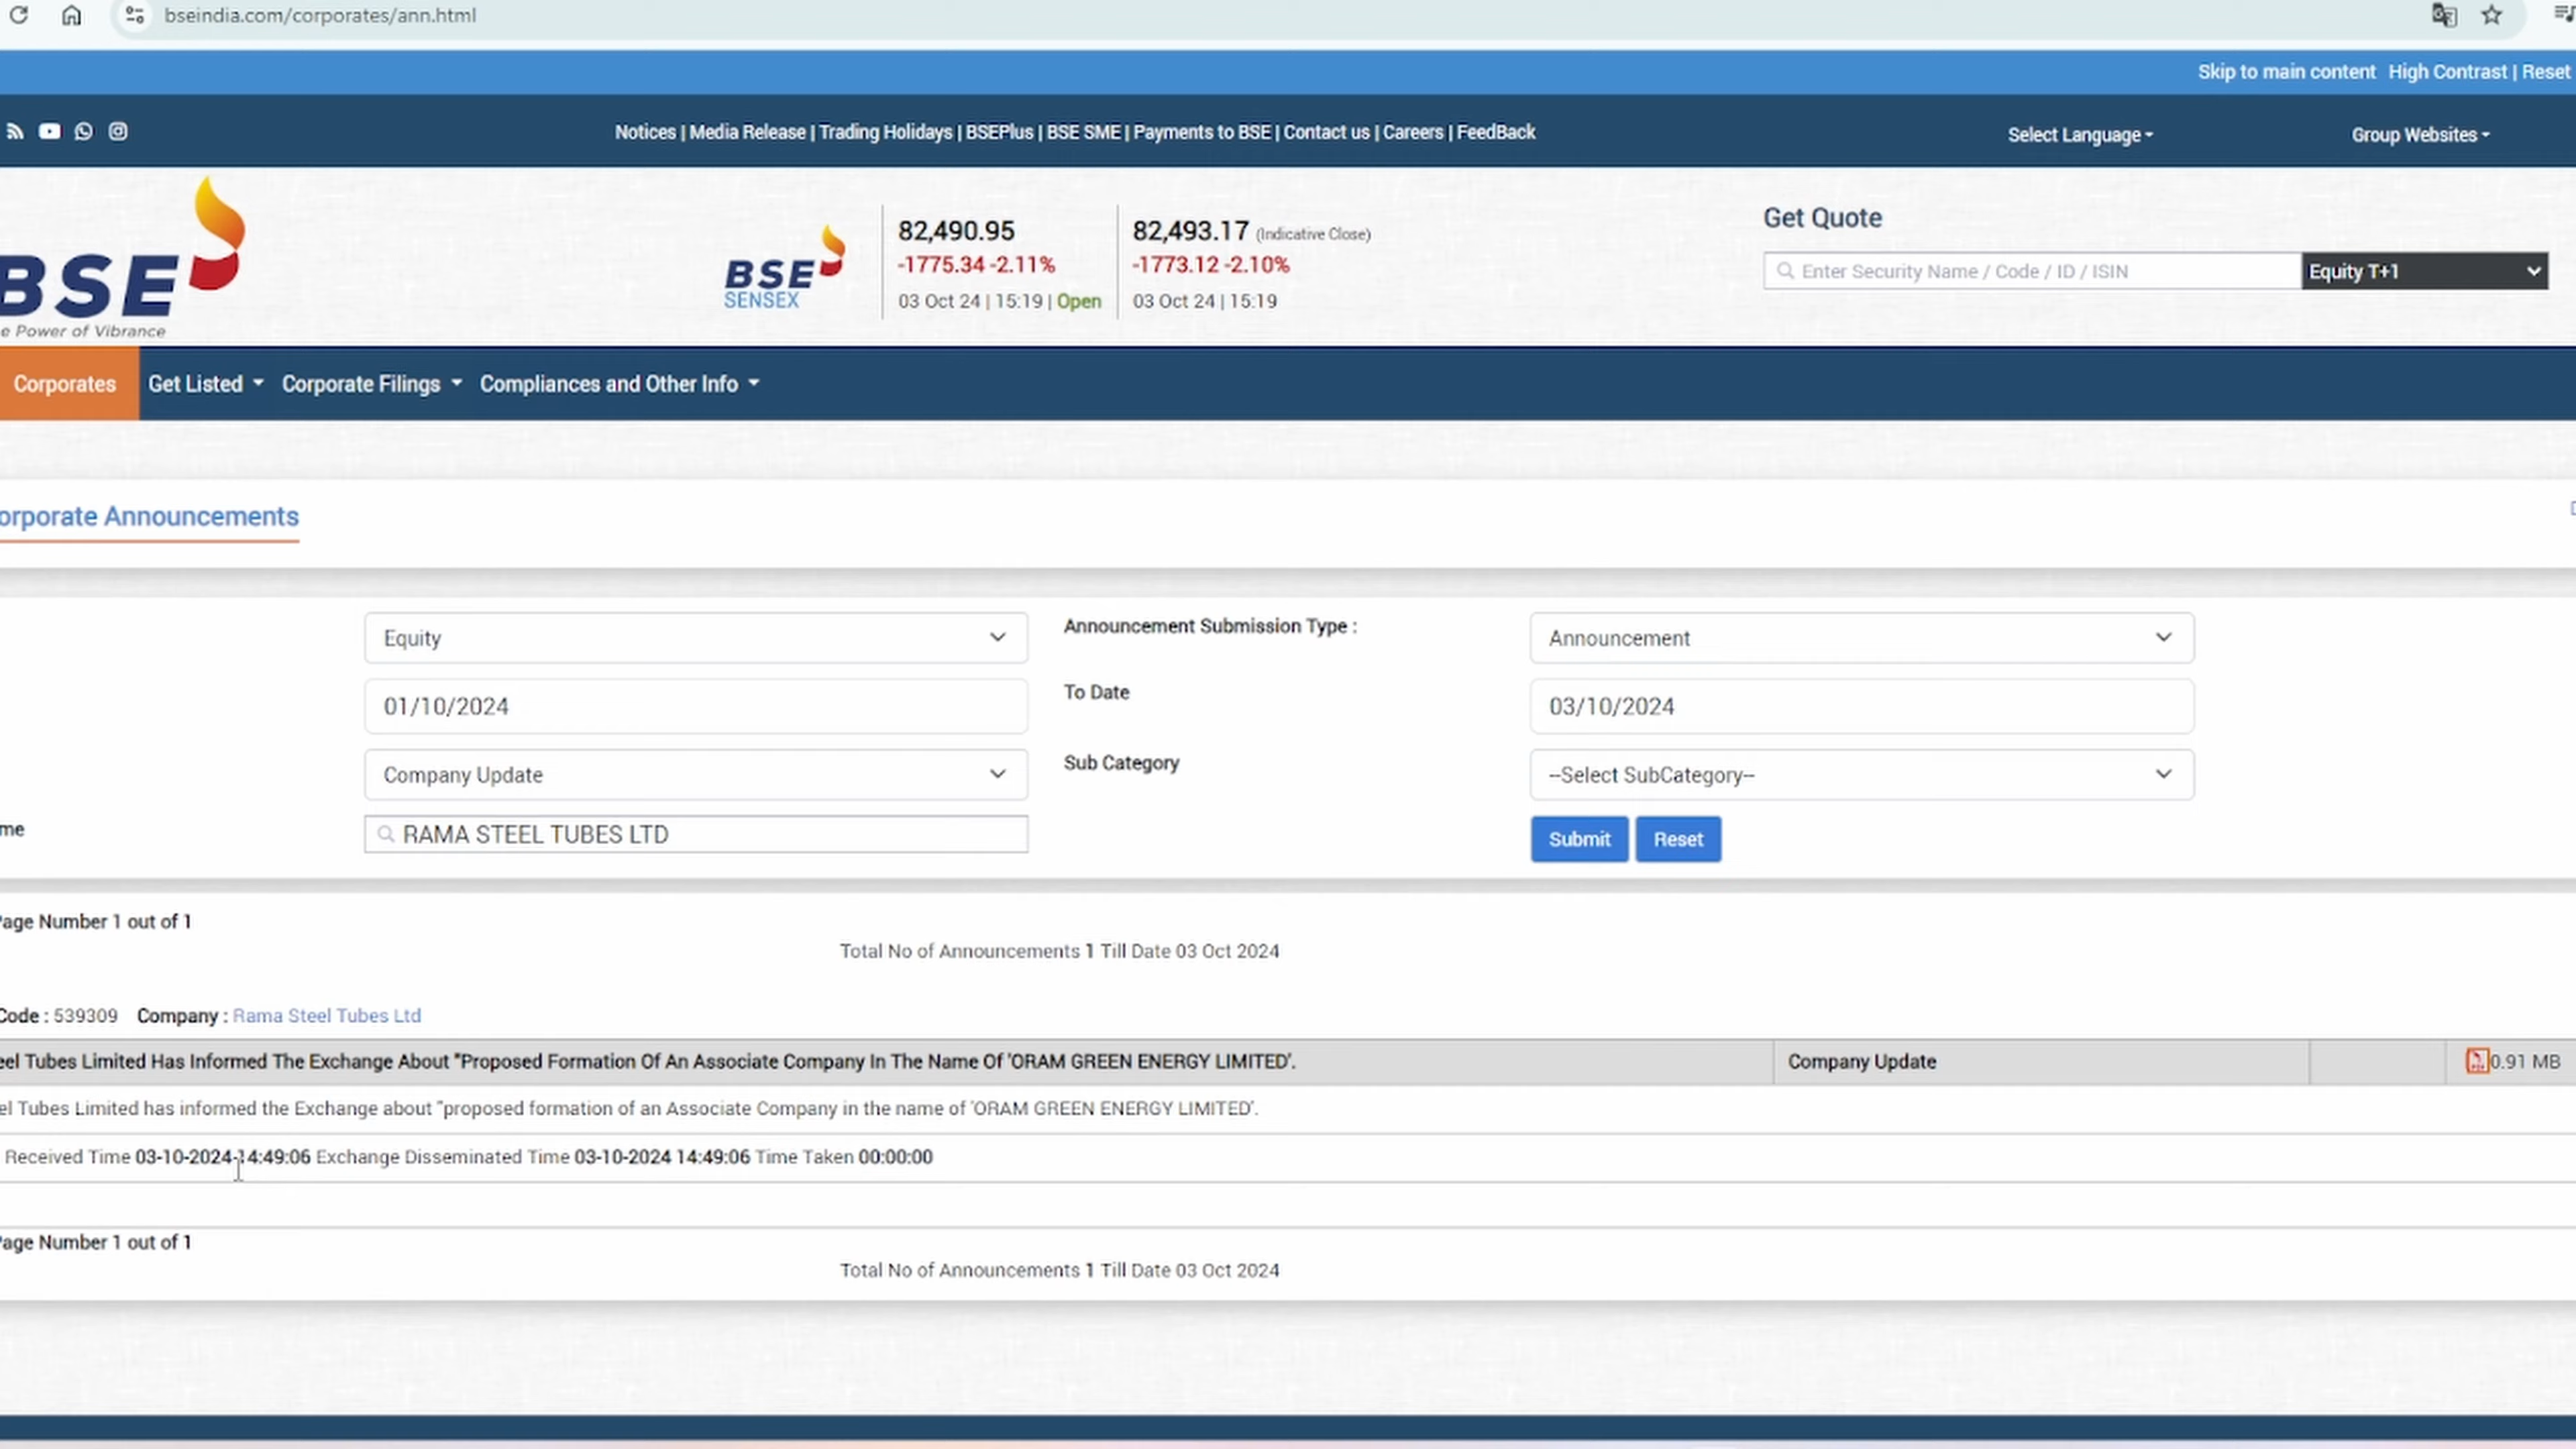 bseindia.com/corporates/ann.html
Skip to main content High Contrast | Reset
Notices | Media Release | Trading Holidays | BSEPlus | BSE SME | Payments to BSE | Contact us | Careers | FeedBack
Select Language
Group Websites
BSE
e Power of Vibrance
BSE
SENSEX
82,490.95
-1775.34 -2.11%
03 Oct 24 | 15:19 | Open
82,493.17 (Indicative Close)
-1773.12 -2.10%
03 Oct 24 | 15:19
Get Quote
Enter Security Name / Code / ID / ISIN
Equity T+1
Corporates
Get Listed
Corporate Filings
Compliances and Other Info
orporate Announcements
Equity
Announcement Submission Type :
Announcement
01/10/2024
To Date
03/10/2024
Company Update
Sub Category
--Select SubCategory--
me
RAMA STEEL TUBES LTD
Submit
Reset
Page Number 1 out of 1
Total No of Announcements 1 Till Date 03 Oct 2024
Code : 539309 Company : Rama Steel Tubes Ltd
eel Tubes Limited Has Informed The Exchange About "Proposed Formation Of An Associate Company In The Name Of 'ORAM GREEN ENERGY LIMITED'.
Company Update
0.91 MB
el Tubes Limited has informed the Exchange about "proposed formation of an Associate Company in the name of 'ORAM GREEN ENERGY LIMITED'.
Received Time 03-10-2024 14:49:06 Exchange Disseminated Time 03-10-2024 14:49:06 Time Taken 00:00:00
Page Number 1 out of 1
Total No of Announcements 1 Till Date 03 Oct 2024